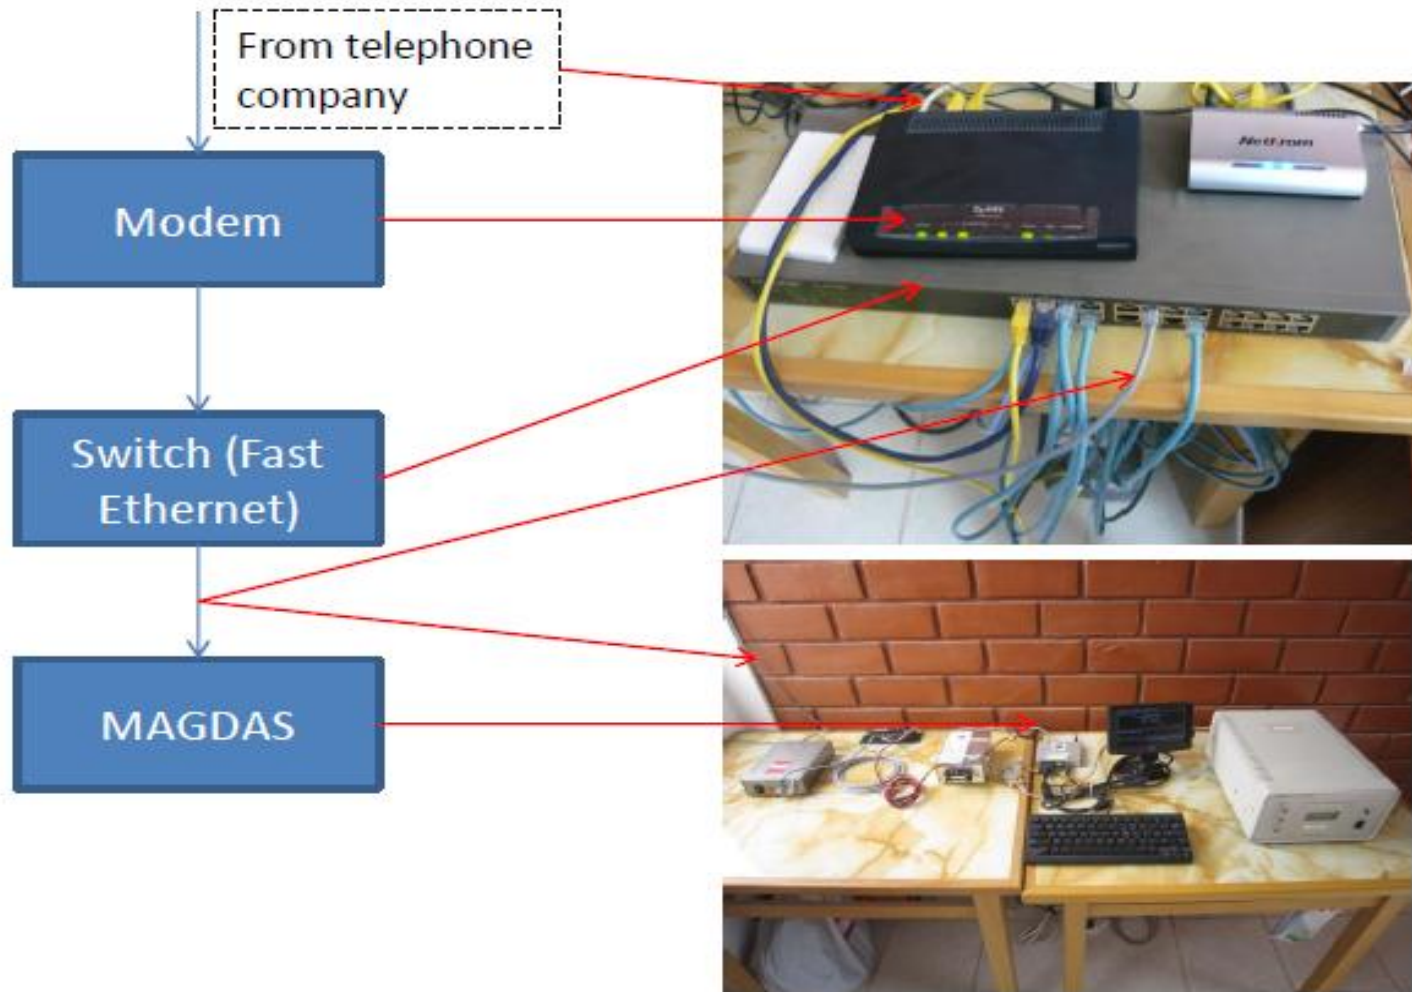 From telephone
company
Modem
Switch (Fast
Ethernet)
MAGDAS